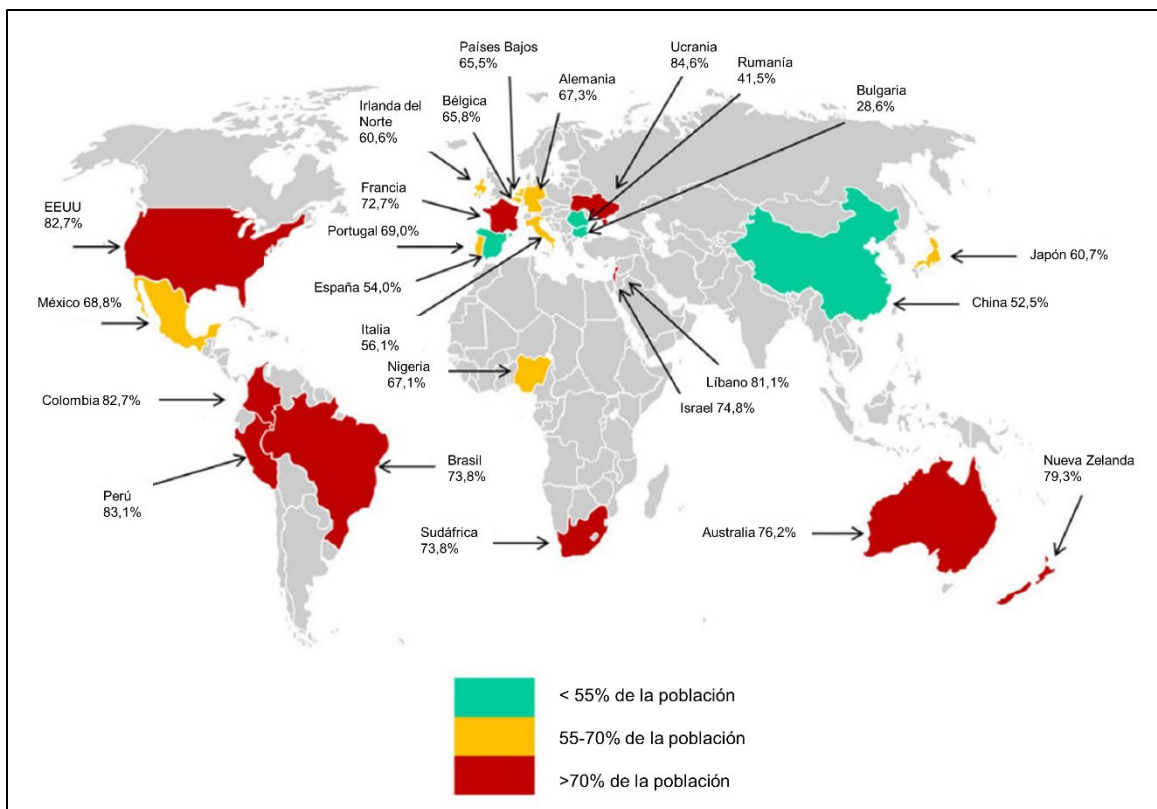 Países Bajos
65,5%
Ucrania
84,6%
Rumanía
41,5%
Alemania
67,3%
Bulgaria
28,6%
Irlanda del
Norte
60,6%
Bélgica
65,8%
Francia
72,7%
EEUU
82,7%
Portugal 69,0%
Japón 60,7%
España 54,0%
México 68,8%
China 52,5%
Italia
56,1%
Nigeria
67,1%
Líbano 81,1%
Israel 74,8%
Colombia 82,7%
Brasil
73,8%
Nueva Zelanda
79,3%
Perú
83,1%
Sudáfrica
73,8%
Australia 76,2%
< 55% de la población
55-70% de la población
>70% de la población